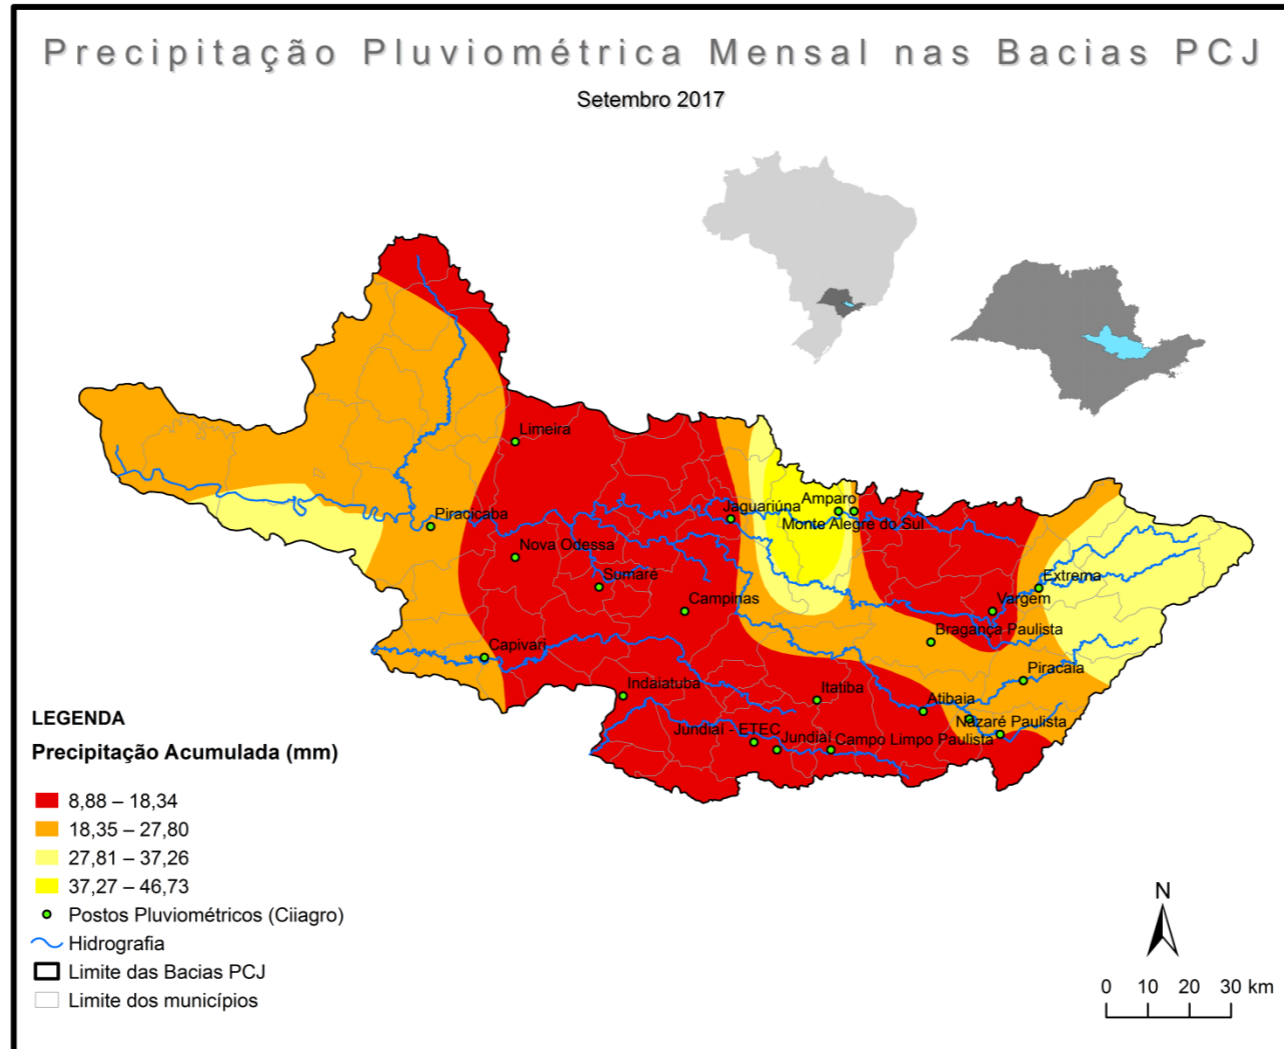 Precipitação Pluviométrica Mensal nas Bacias PCJ
Setembro 2017
Limeira
Piracicaba
Jaguariúna
Amparo
Monte Alegre do Sul
Nova Odessa
Sumaré
Campinas
Extrema
Vargem
Bragança Paulista
Capivari
Piracaia
Indaiatuba
Itatiba
Atibaia
Nazaré Paulista
Jundiaí - ETEC
Jundiaí
Campo Limpo Paulista
LEGENDA
Precipitação Acumulada (mm)
8,88 – 18,34
18,35 – 27,80
27,81 – 37,26
37,27 – 46,73
Postos Pluviométricos (Ciiagro)
Hidrografia
Limite das Bacias PCJ
Limite dos municípios
N
0 10 20 30 km